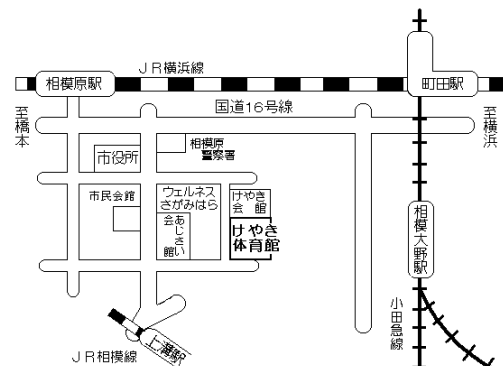 JR横浜線
相模原駅
町田駅
至橋本
国道16号線
至横浜
市役所
相模原
警察署
市民会館
ウェルネス
さがみはら
けやき
会館
あじさい
会館
けやき
体育館
相模大野駅
小田急線
上溝駅
JR相模線